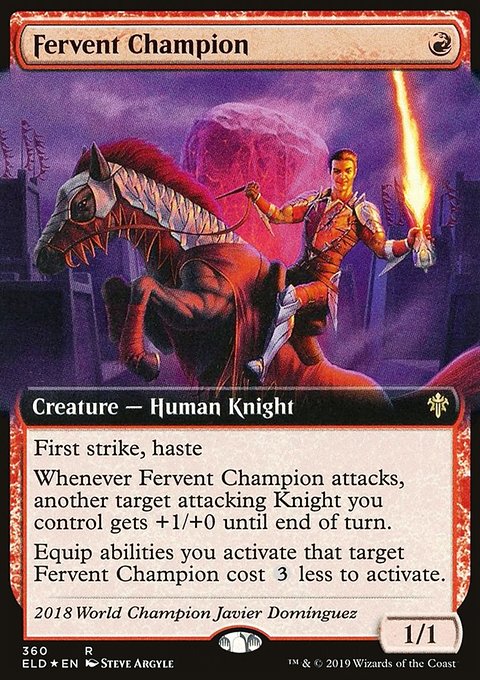 Fervent Champion
Creature — Human Knight
First strike, haste
Whenever Fervent Champion attacks,
another target attacking Knight you
control gets +1/+0 until end of turn.
Equip abilities you activate that target
Fervent Champion cost 3 less to activate.
2018 World Champion Javier Domínguez
1/1
360 R
ELD ★ EN Steve Argyle
™ & © 2019 Wizards of the Coast